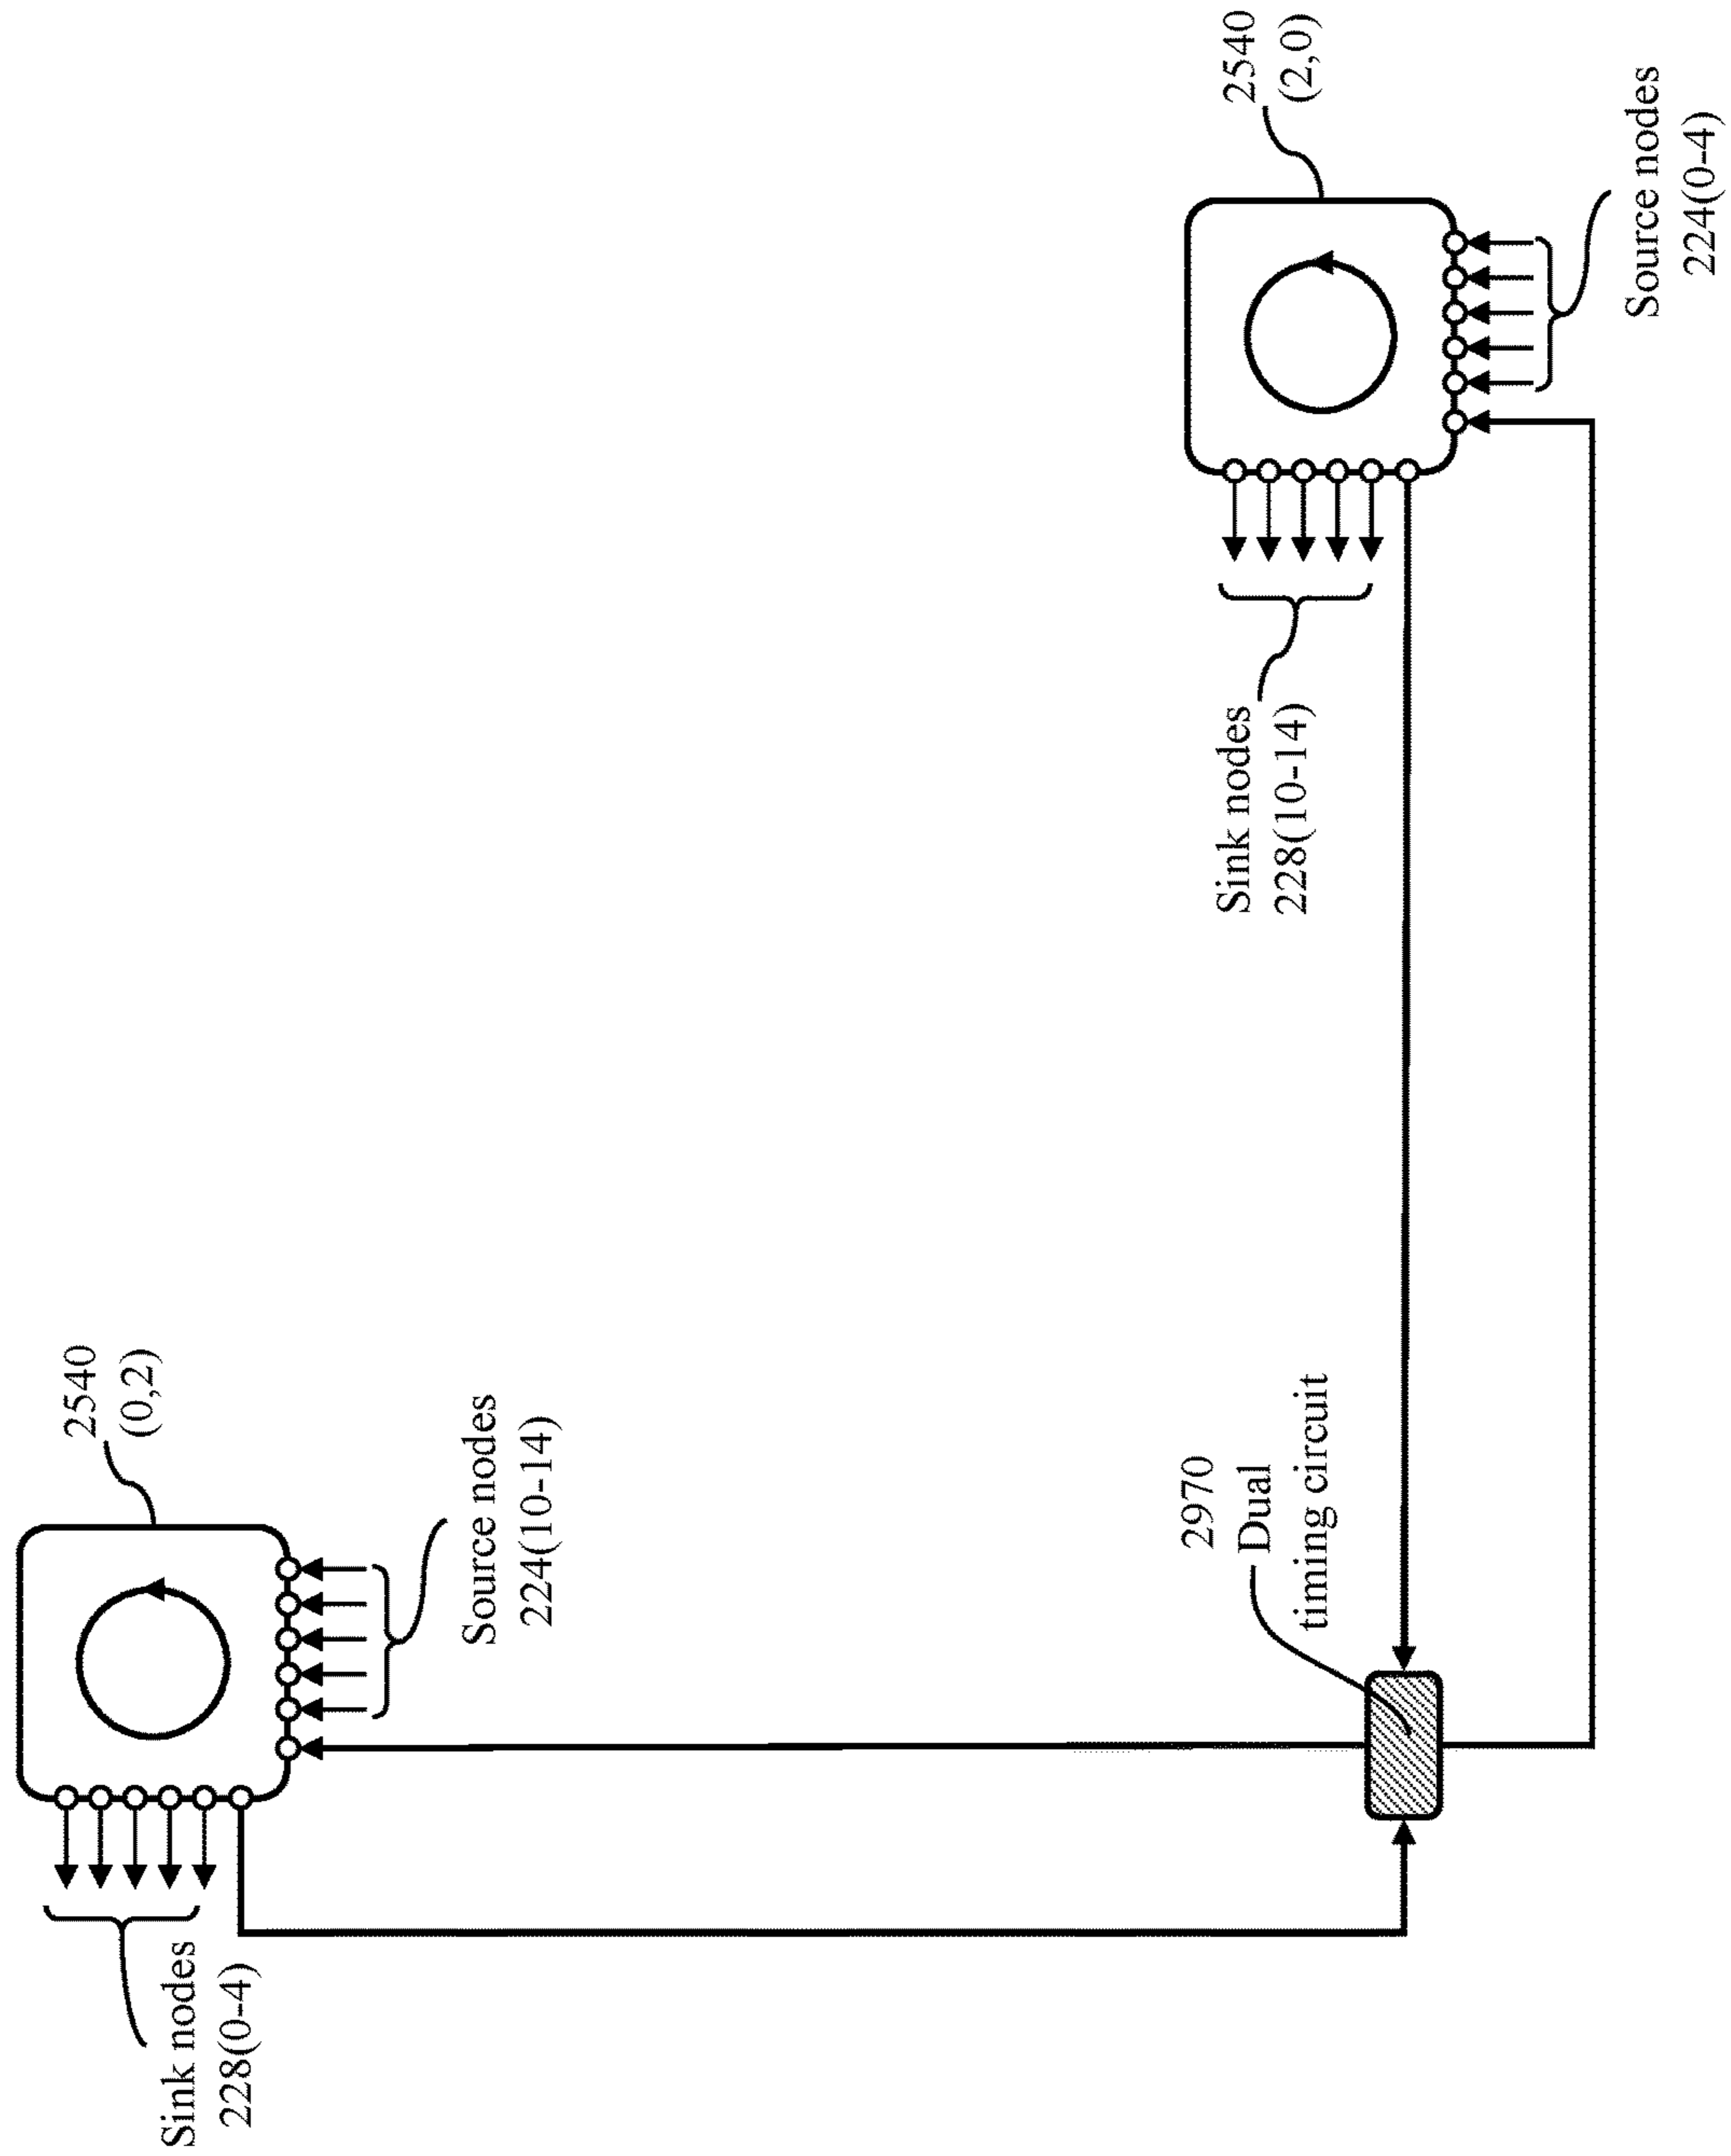 2540
(0,2)
Sink nodes
228(0-4)
Source nodes
224(10-14)
2970
Dual
timing circuit
Sink nodes
228(10-14)
2540
(2,0)
Source nodes
224(0-4)